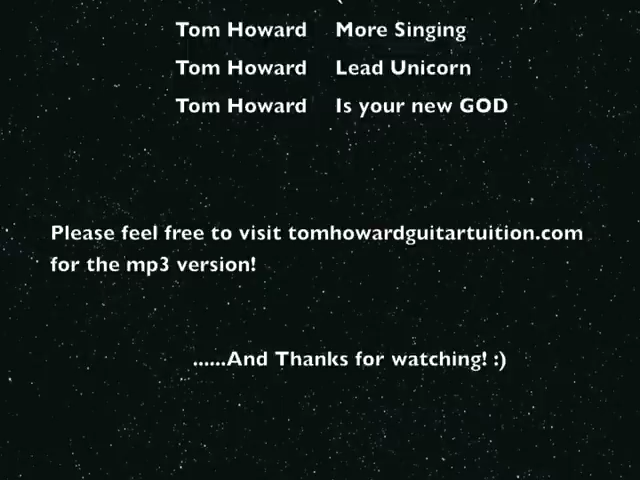 Tom Howard More Singing
Tom Howard Lead Unicorn
Tom Howard Is your new GOD
Please feel free to visit tomhowardguitartuition.com
for the mp3 version!
......And Thanks for watching! :)